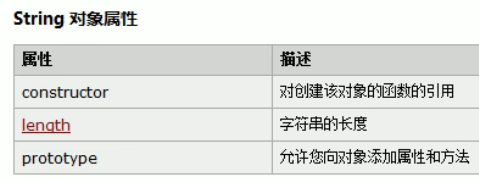 String 对象属性
属性 描述
constructor 对创建该对象的函数的引用
length 字符串的长度
prototype 允许您向对象添加属性和方法